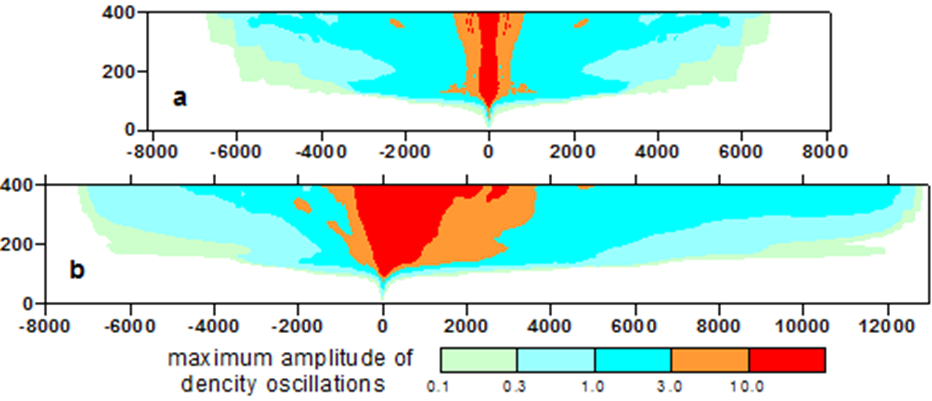 400
200
0
a
-8000 -6000 -4000 -2000 0 2000 4000 6000 8000
400
200
0
b
-8000 -6000 -4000 -2000 0 2000 4000 6000 8000 10000 12000
maximum amplitude of
dencity oscillations
0.1 0.3 1.0 3.0 10.0